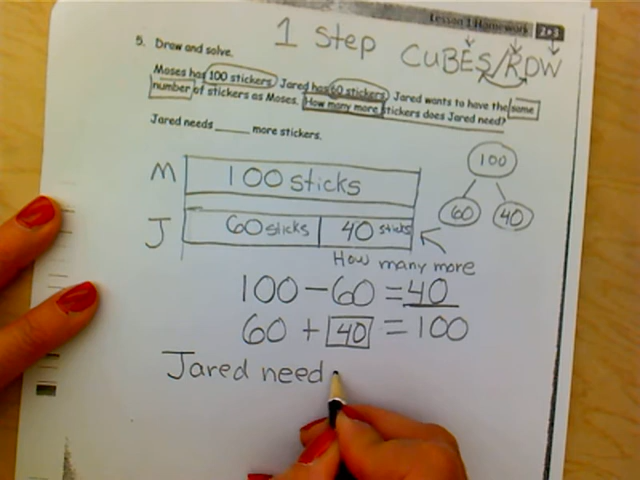 Lesson 1 Homework 2•3
1 Step CUBES/RDW
5. Draw and solve.
Moses has 100 stickers. Jared has 60 stickers. Jared wants to have the same
number of stickers as Moses. How many more stickers does Jared need?
Jared needs ______ more stickers.
100
60 40
M 100 sticks
J 60 sticks 40 sticks
How many more
100 - 60 = 40
60 + 40 = 100
Jared need